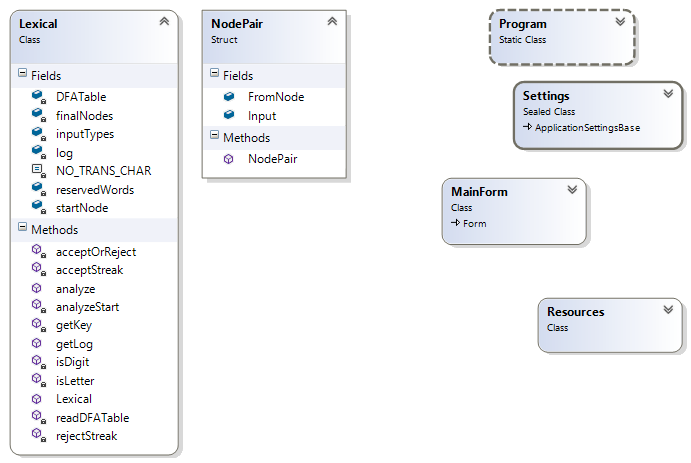 Lexical
Class
Fields
DFATable
finalNodes
inputTypes
log
NO_TRANS_CHAR
reservedWords
startNode
Methods
acceptOrReject
acceptStreak
analyze
analyzeStart
getKey
getLog
isDigit
isLetter
Lexical
readDFATable
rejectStreak
NodePair
Struct
Fields
FromNode
Input
Methods
NodePair
Program
Static Class
Settings
Sealed Class
ApplicationSettingsBase
MainForm
Class
Form
Resources
Class